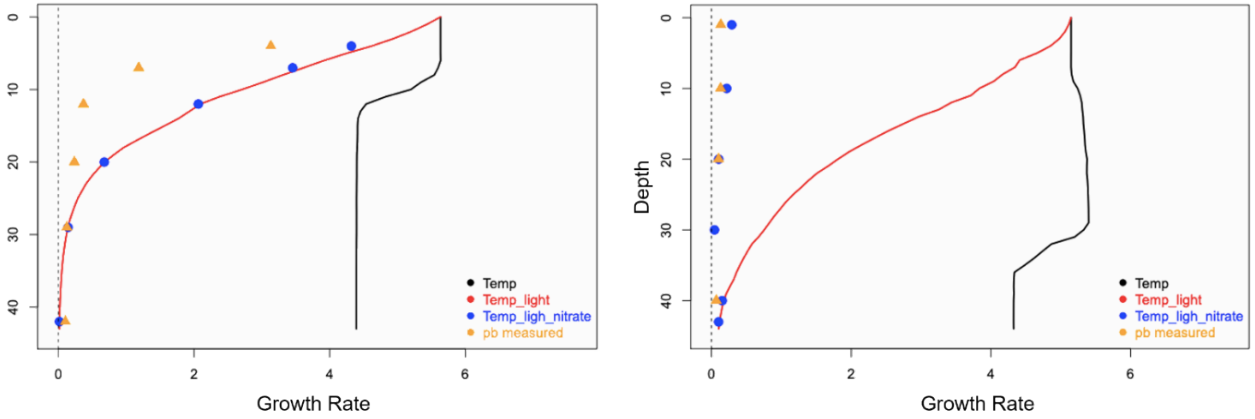 0
10
20
30
40
Temp
Temp_light
Temp_ligh_nitrate
pb measured
0 2 4 6
Growth Rate
Depth
0
10
20
30
40
Temp
Temp_light
Temp_ligh_nitrate
pb measured
0 2 4 6
Growth Rate